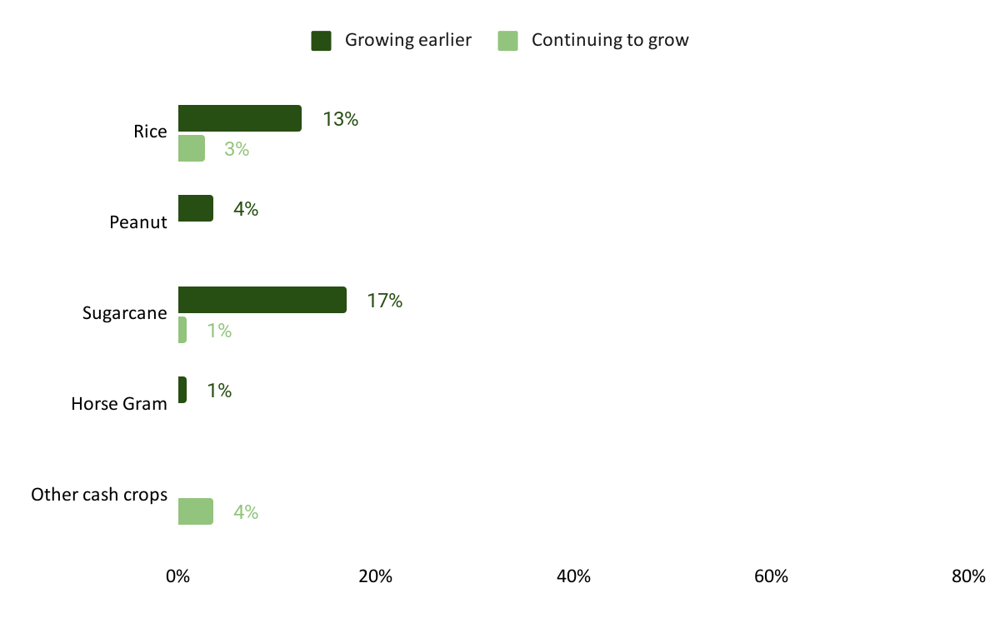 Growing earlier Continuing to grow
Rice 13%
3%
Peanut 4%
Sugarcane 17%
1%
Horse Gram 1%
Other cash crops 4%
0% 20% 40% 60% 80%